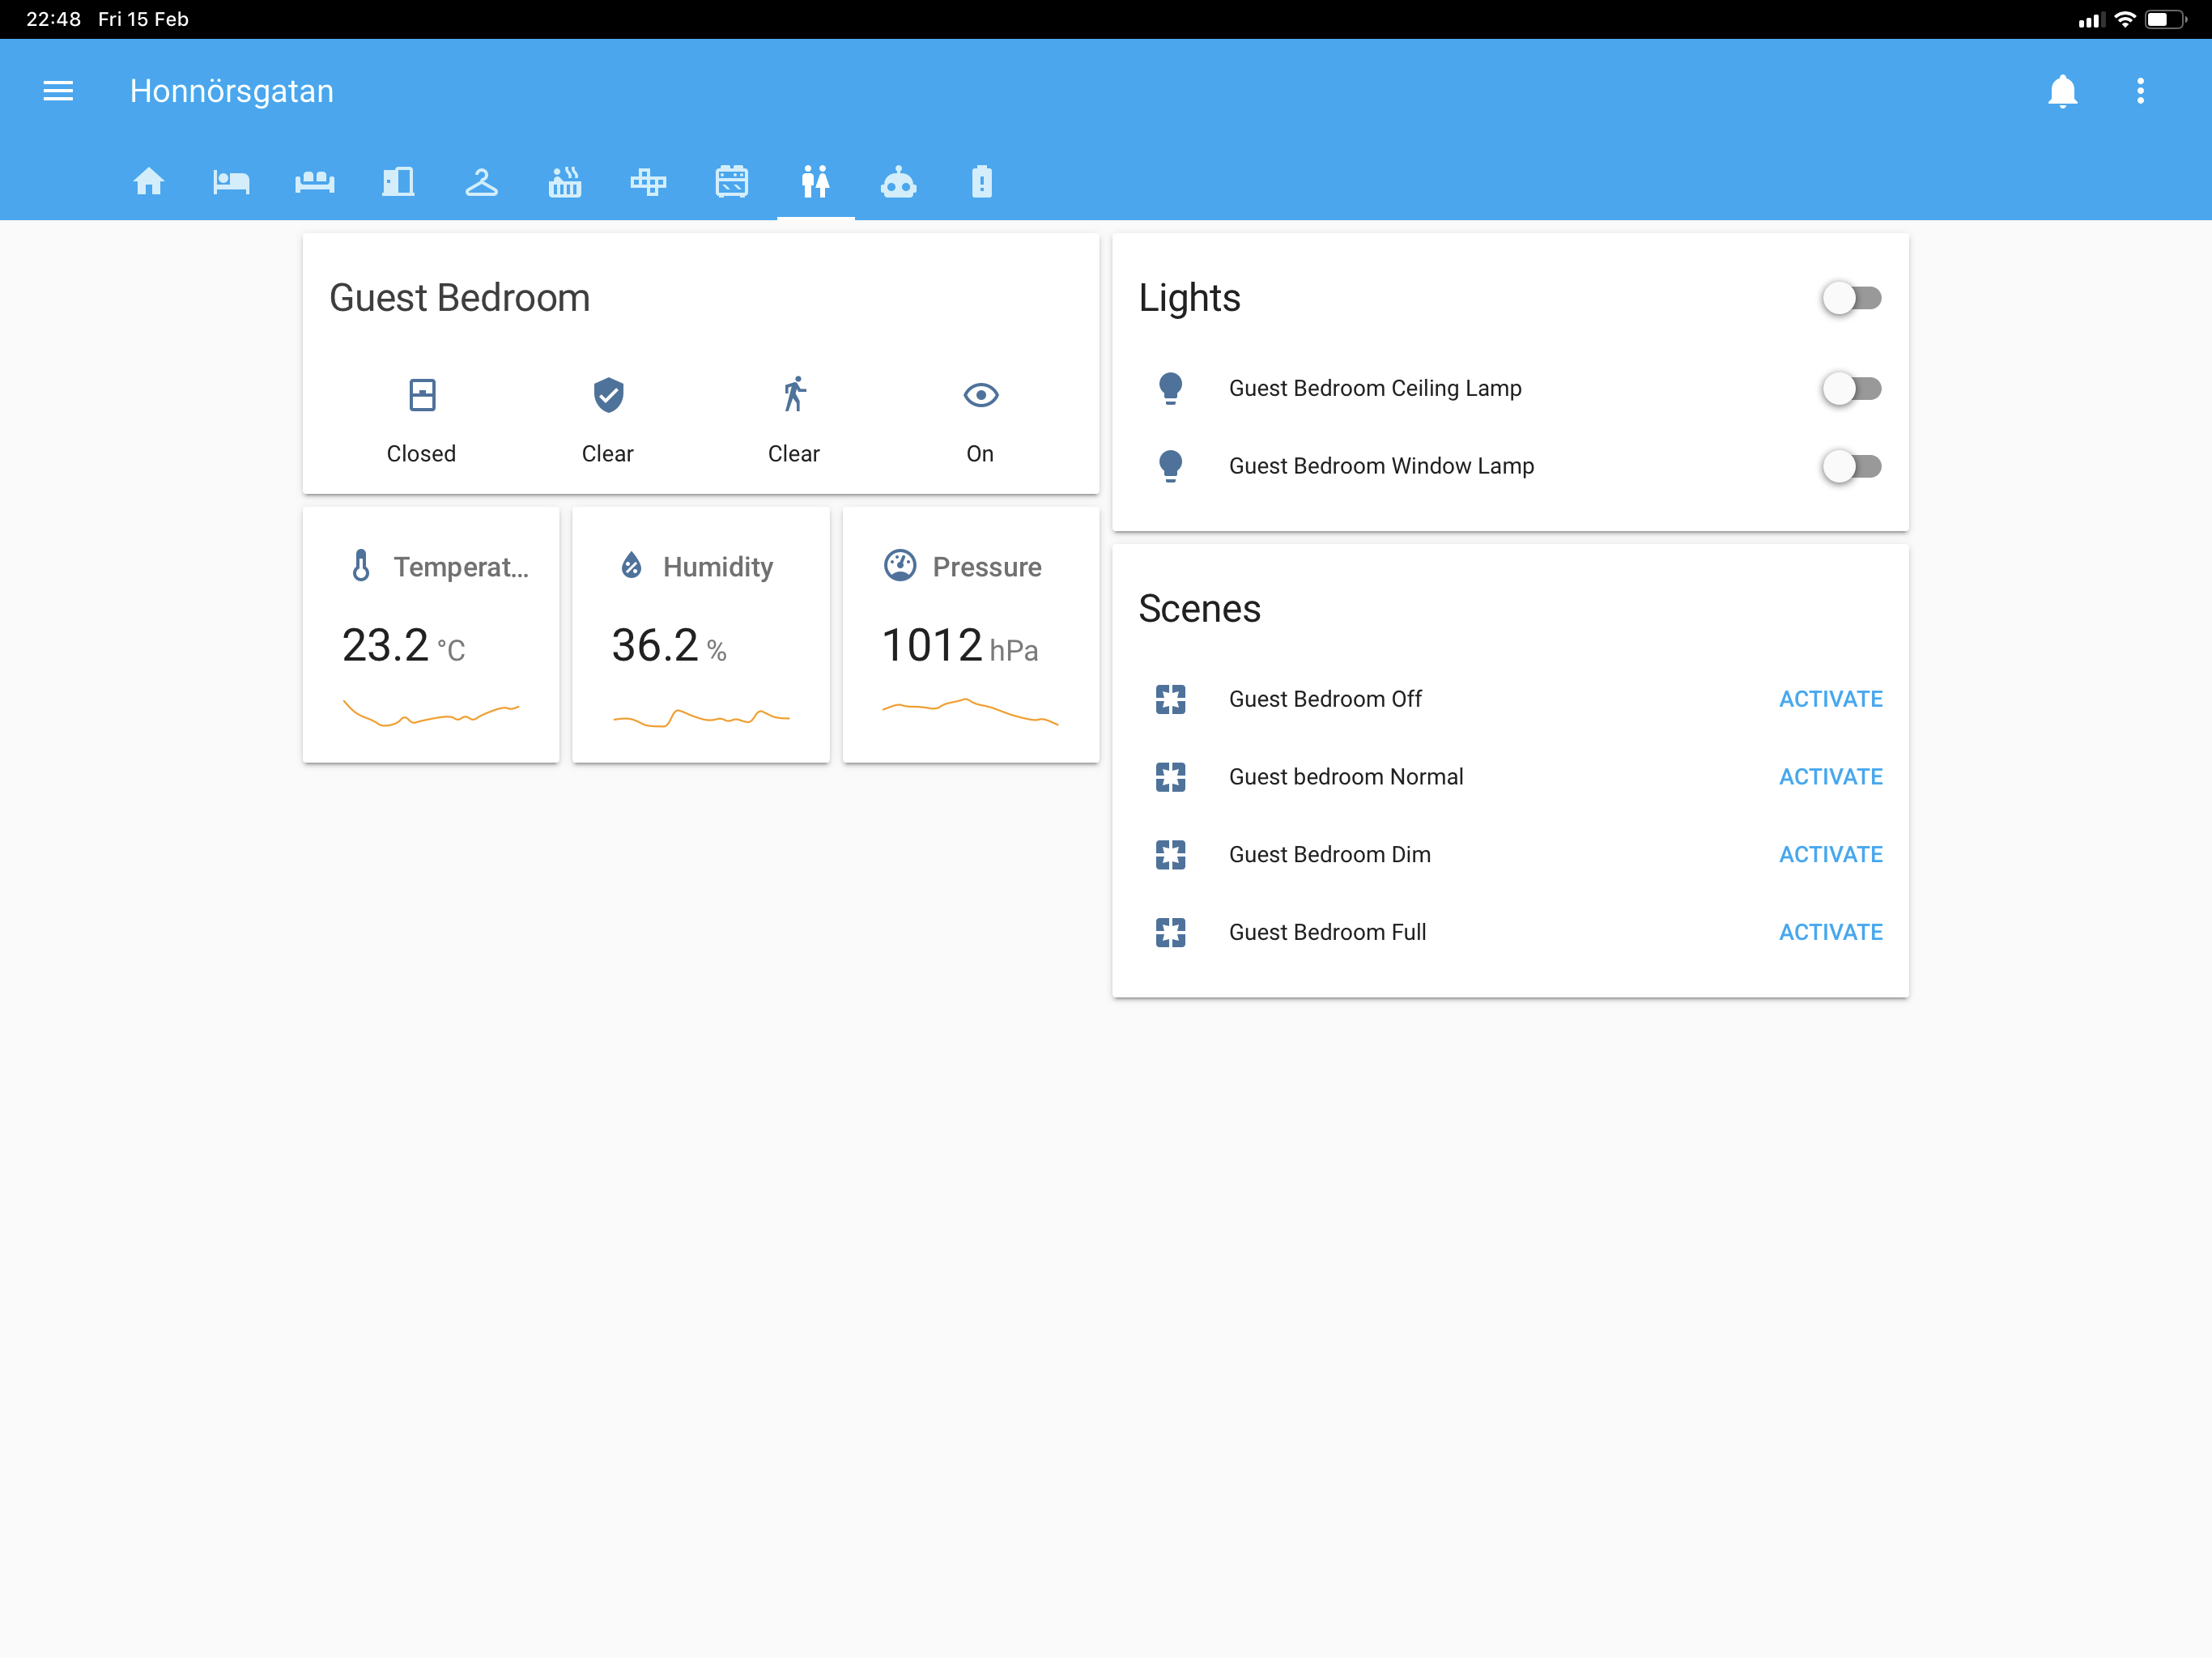 22:48 Fri 15 Feb
Honnörsgatan
Guest Bedroom
Closed Clear Clear On
Temperat...
23.2 °C
Humidity
36.2 %
Pressure
1012 hPa
Lights
Guest Bedroom Ceiling Lamp
Guest Bedroom Window Lamp
Scenes
Guest Bedroom Off ACTIVATE
Guest bedroom Normal ACTIVATE
Guest Bedroom Dim ACTIVATE
Guest Bedroom Full ACTIVATE